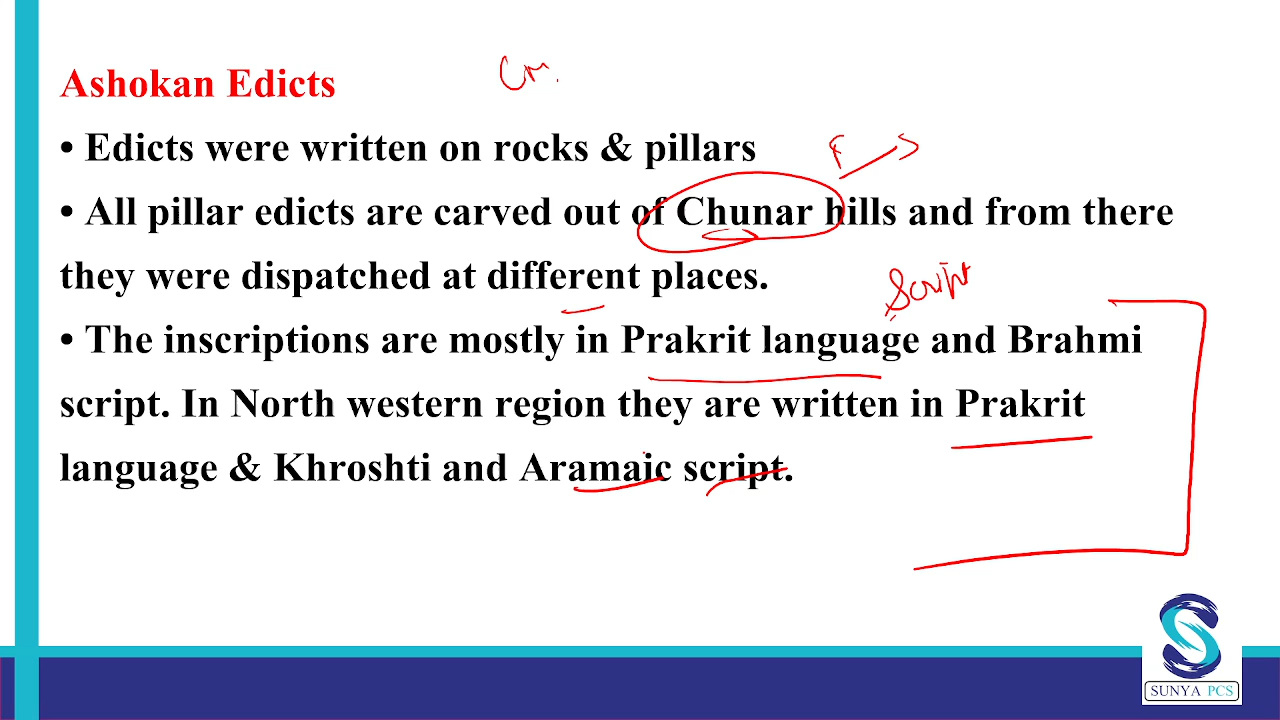 Ashokan Edicts
• Edicts were written on rocks & pillars
• All pillar edicts are carved out of Chunar hills and from there
they were dispatched at different places.
Script
• The inscriptions are mostly in Prakrit language and Brahmi
script. In North western region they are written in Prakrit
language & Khroshti and Aramaic script.
SUNYA PCS